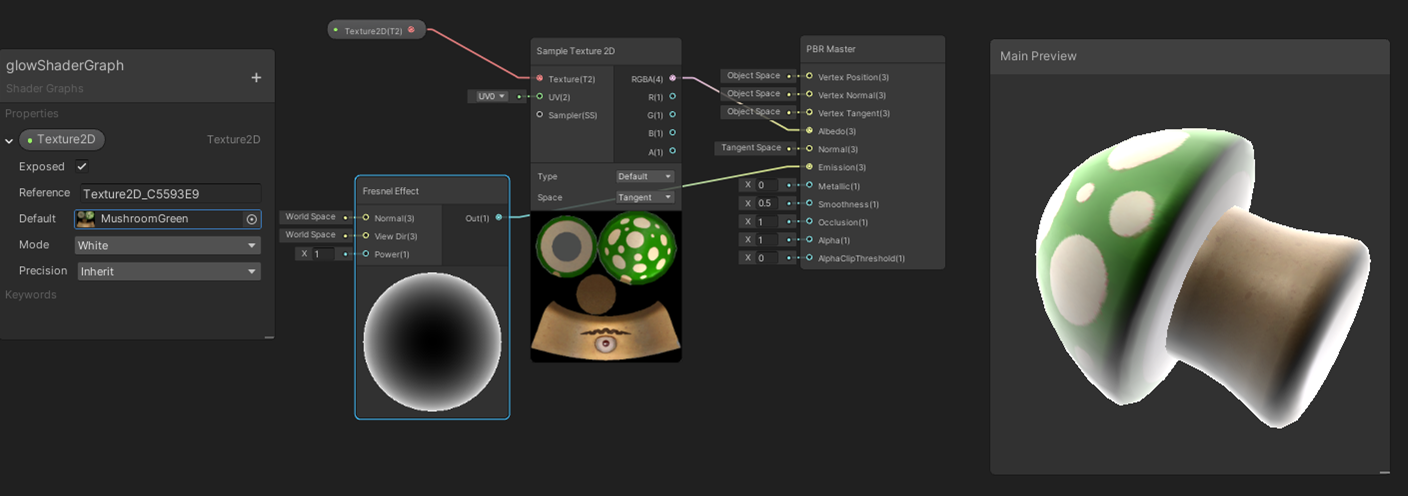 glowShaderGraph
+
Shader Graphs
Properties
Texture2D Texture2D
Exposed
Reference Texture2D_C5593E9
Default MushroomGreen
Mode White
Precision Inherit
Keywords
Texture2D(T2)
Fresnel Effect
World Space Normal(3) Out(1)
World Space View Dir(3)
X 1 Power(1)
Sample Texture 2D
Texture(T2) RGBA(4)
UV0 UV(2) R(1)
Sampler(SS) G(1)
B(1)
A(1)
Type Default
Space Tangent
PBR Master
Object Space Vertex Position(3)
Object Space Vertex Normal(3)
Object Space Vertex Tangent(3)
Albedo(3)
Tangent Space Normal(3)
Emission(3)
X 0 Metallic(1)
X 0.5 Smoothness(1)
X 1 Occlusion(1)
X 1 Alpha(1)
X 0 AlphaClipThreshold(1)
Main Preview